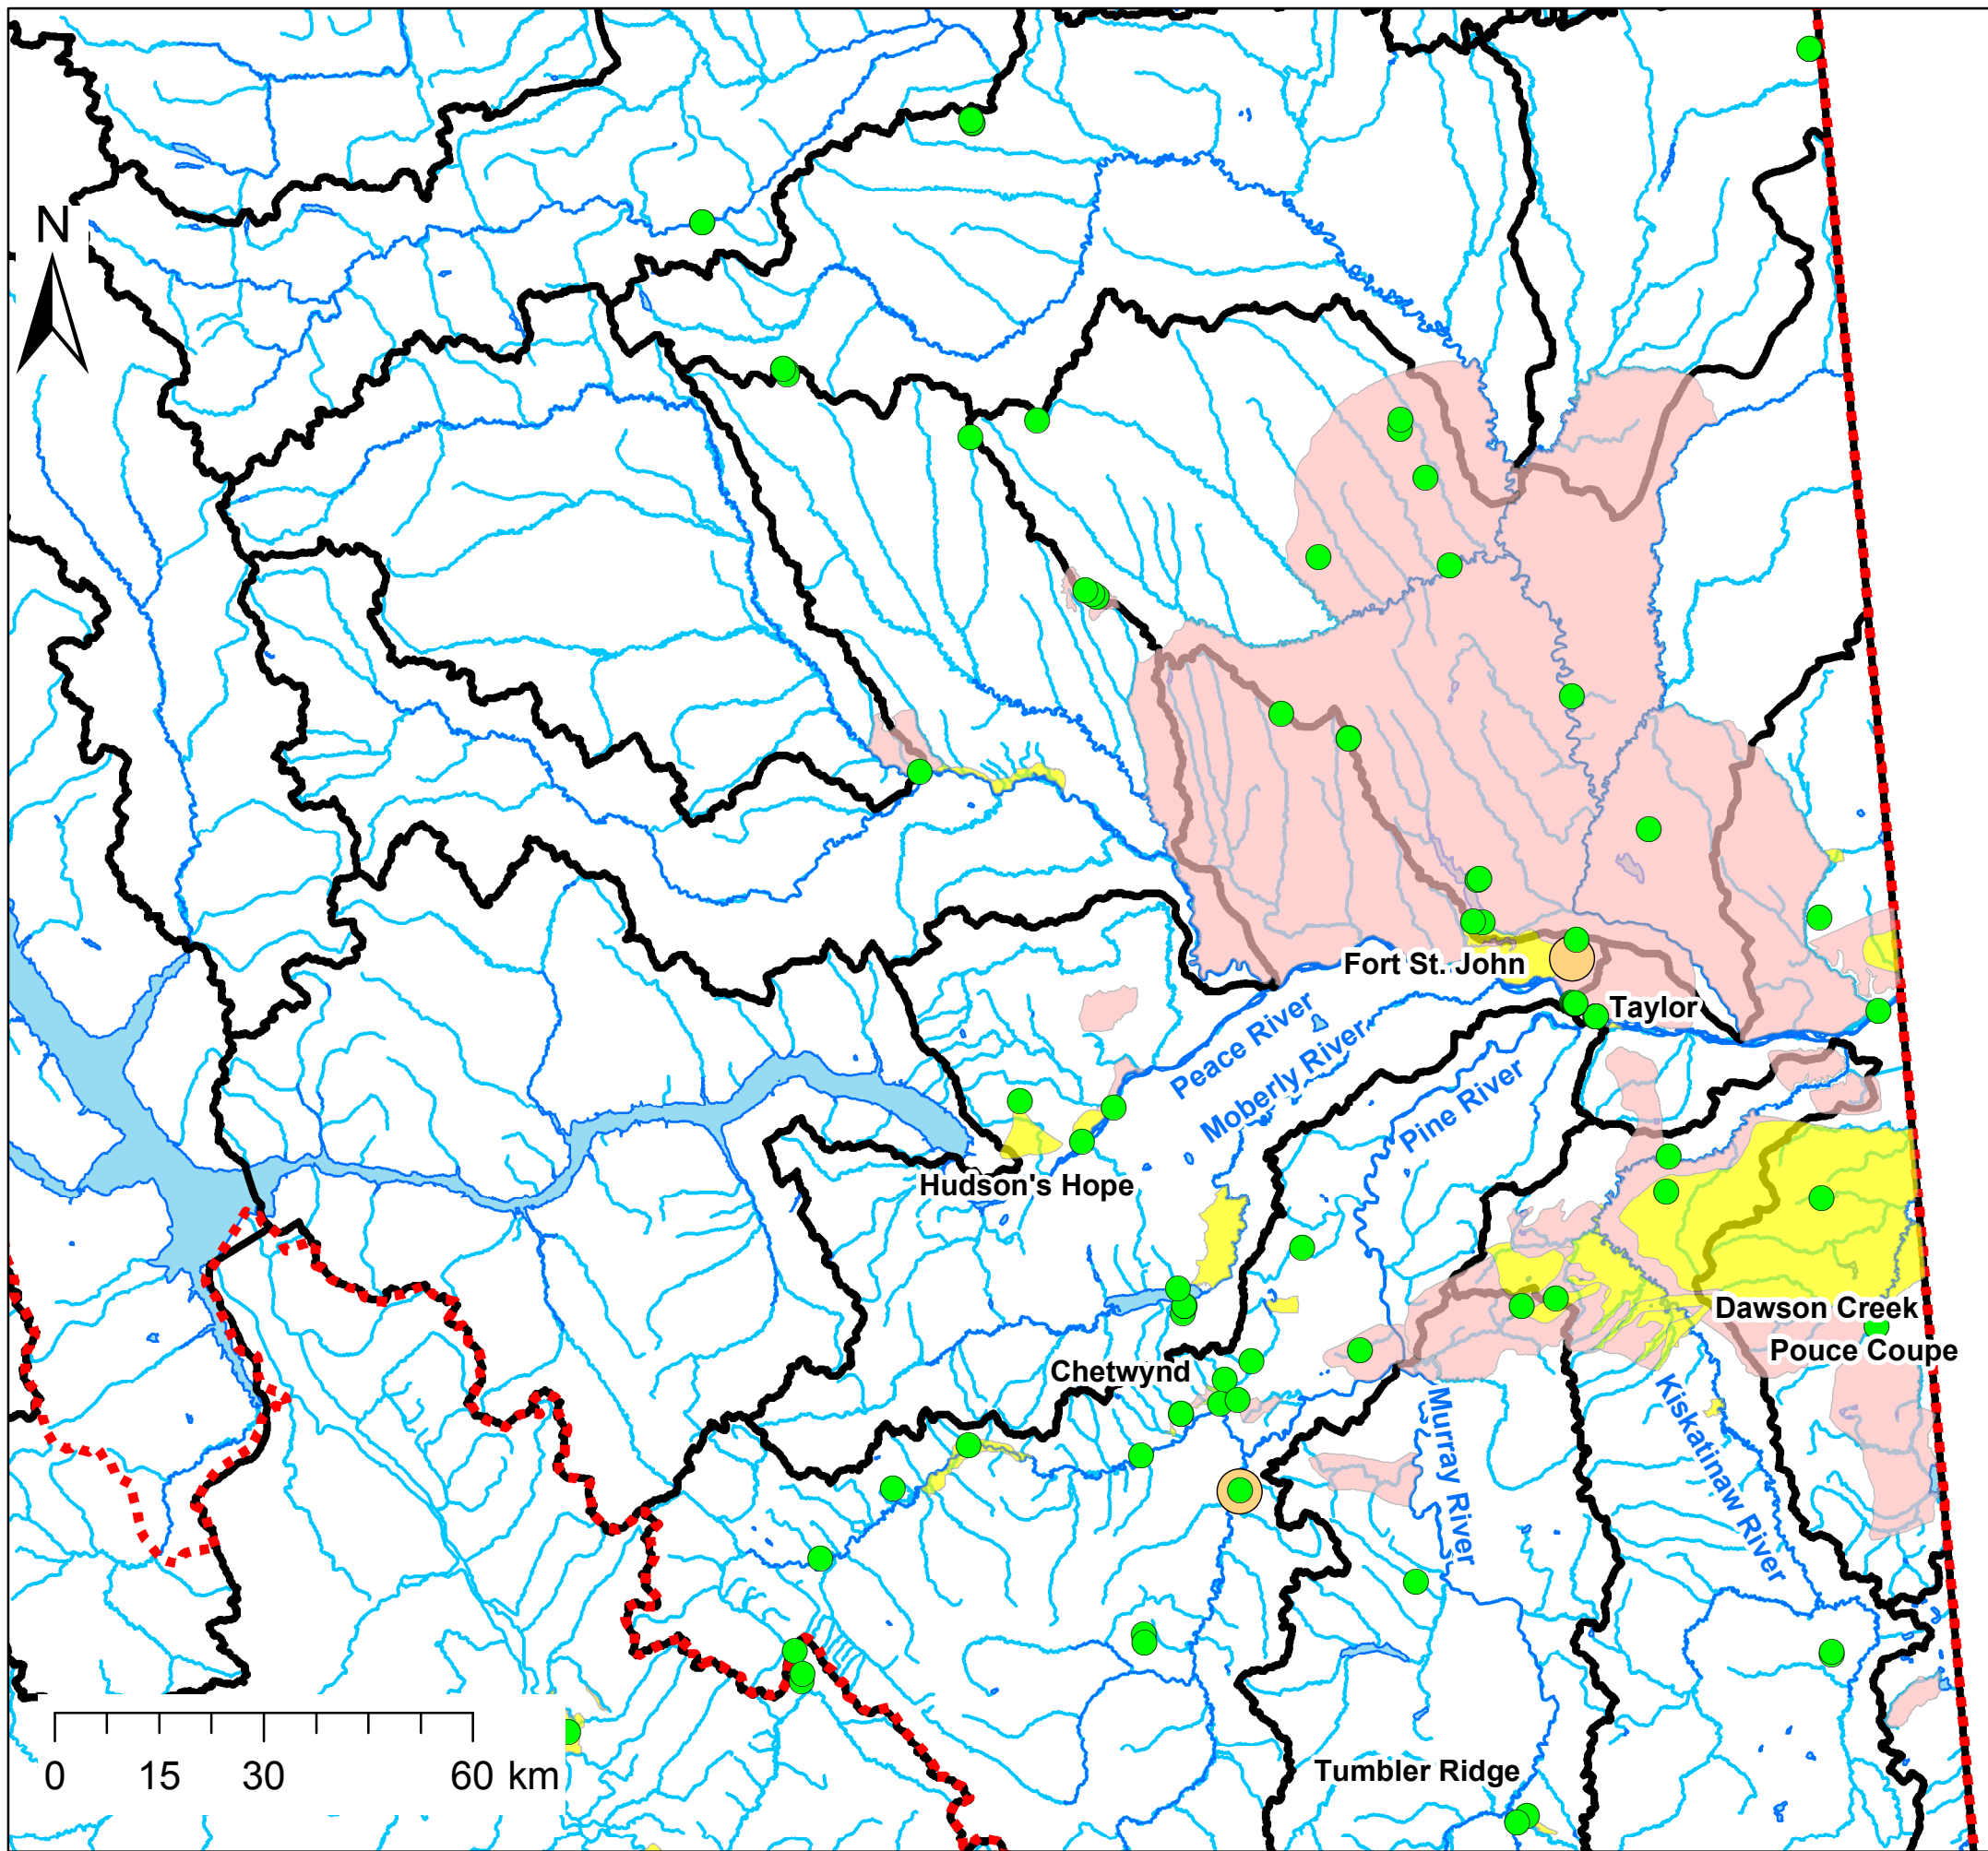 N
Fort St. John
Taylor
Peace River
Moberly River
Pine River
Hudson's Hope
Dawson Creek
Pouce Coupe
Chetwynd
Murray River
Kiskatinaw River
Tumbler Ridge
0 15 30 60 km